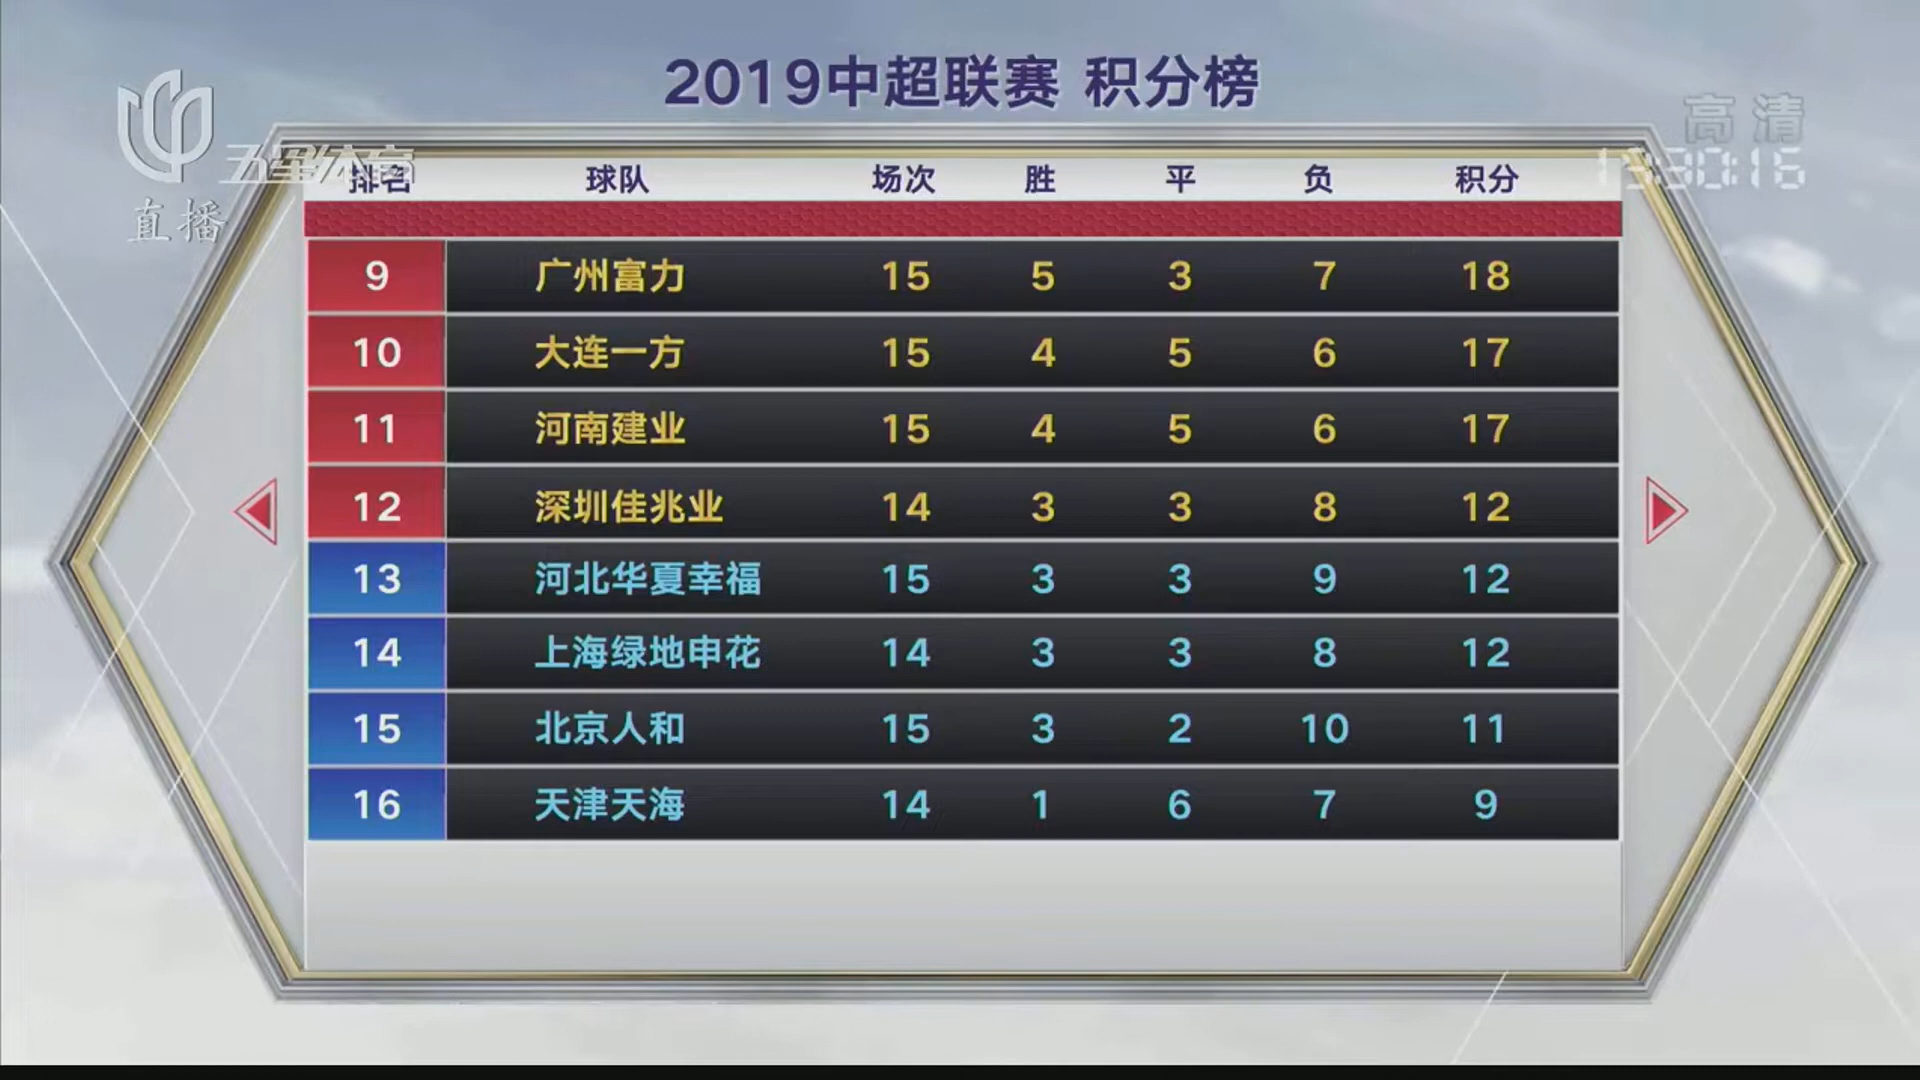 2019中超联赛 积分榜
高清
五星体育
直播
排名 球队 场次 胜 平 负 积分
9 广州富力 15 5 3 7 18
10 大连一方 15 4 5 6 17
11 河南建业 15 4 5 6 17
12 深圳佳兆业 14 3 3 8 12
13 河北华夏幸福 15 3 3 9 12
14 上海绿地申花 14 3 3 8 12
15 北京人和 15 3 2 10 11
16 天津天海 14 1 6 7 9